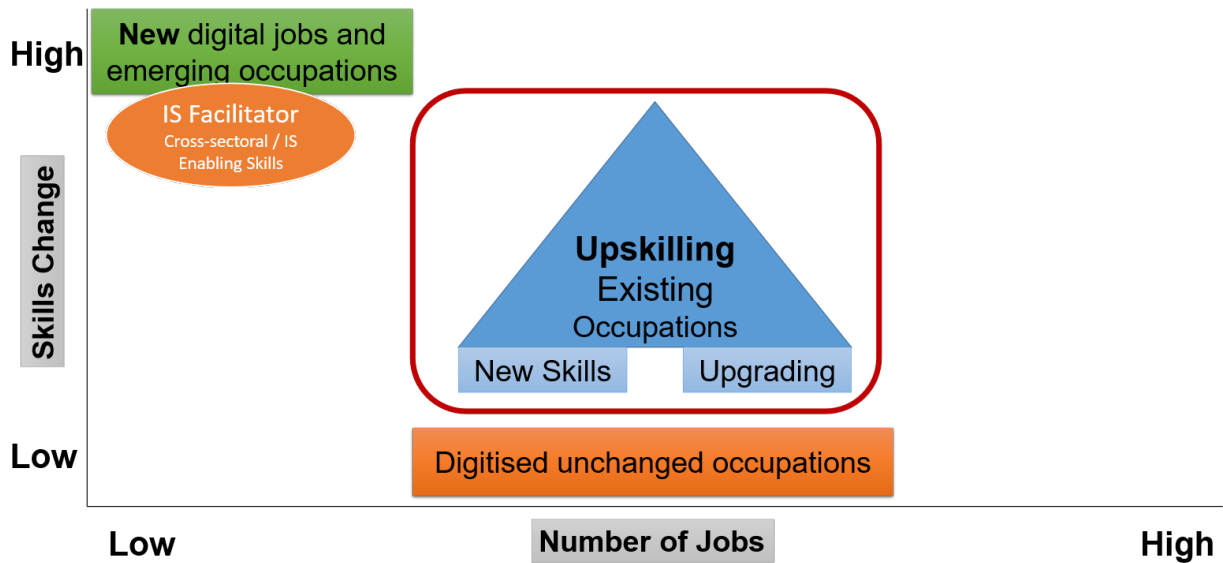 High
New digital jobs and
emerging occupations
IS Facilitator
Cross-sectoral / IS
Enabling Skills
Skills Change
Upskilling
Existing
Occupations
New Skills
Upgrading
Low
Digitised unchanged occupations
Low
Number of Jobs
High